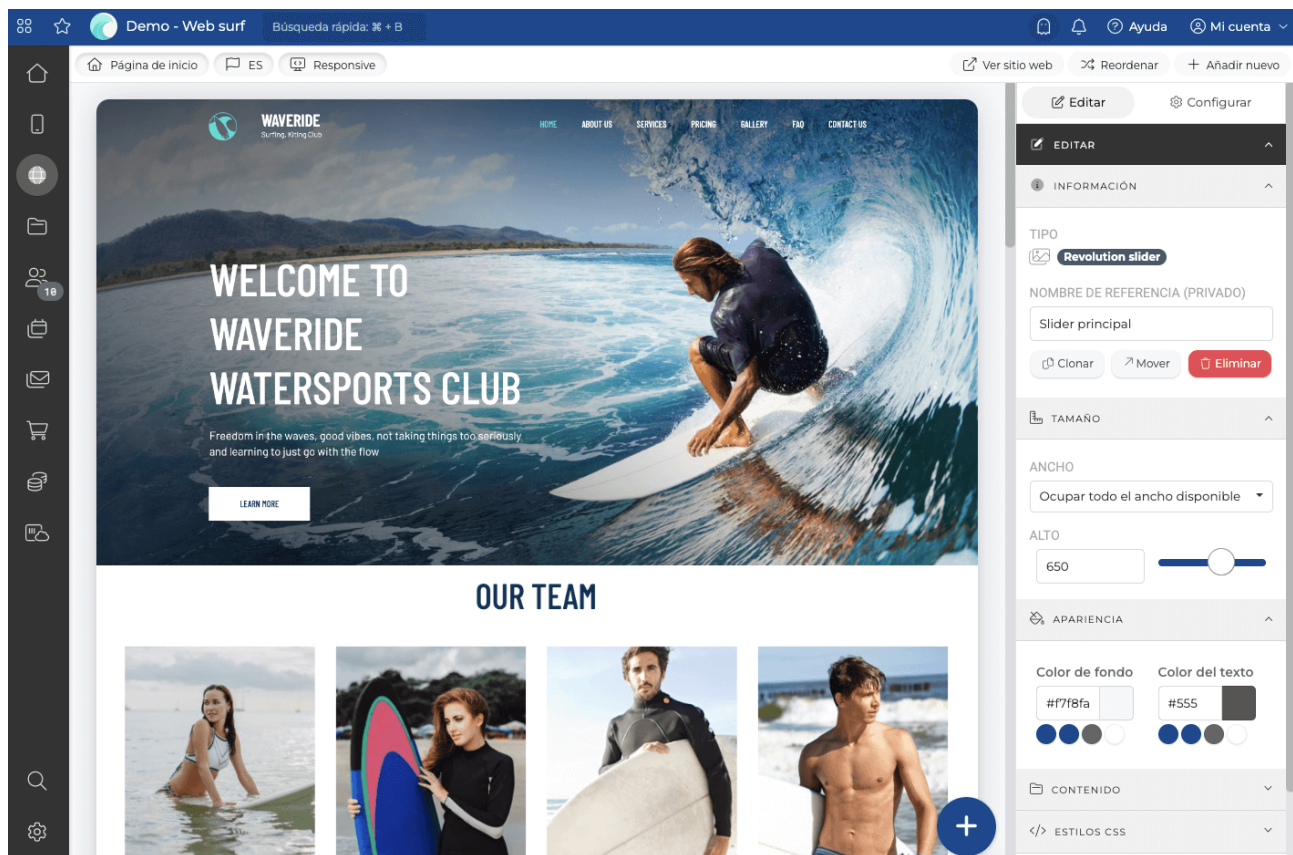 Demo - Web surf
Búsqueda rápida: ⌘ + B
Ayuda
Mi cuenta
Página de inicio
ES
Responsive
Ver sitio web
Reordenar
+ Añadir nuevo
WAVERIDE
Surfing, Kiting Club
HOME ABOUT US SERVICES PRICING GALLERY FAQ CONTACT US
WELCOME TO
WAVERIDE
WATERSPORTS CLUB
Freedom in the waves, good vibes, not taking things too seriously
and learning to just go with the flow
LEARN MORE
OUR TEAM
10
Editar
Configurar
EDITAR
INFORMACIÓN
TIPO
Revolution slider
NOMBRE DE REFERENCIA (PRIVADO)
Slider principal
Clonar
Mover
Eliminar
TAMAÑO
ANCHO
Ocupar todo el ancho disponible
ALTO
650
APARIENCIA
Color de fondo Color del texto
#f7f8fa #555
CONTENIDO
</> ESTILOS CSS